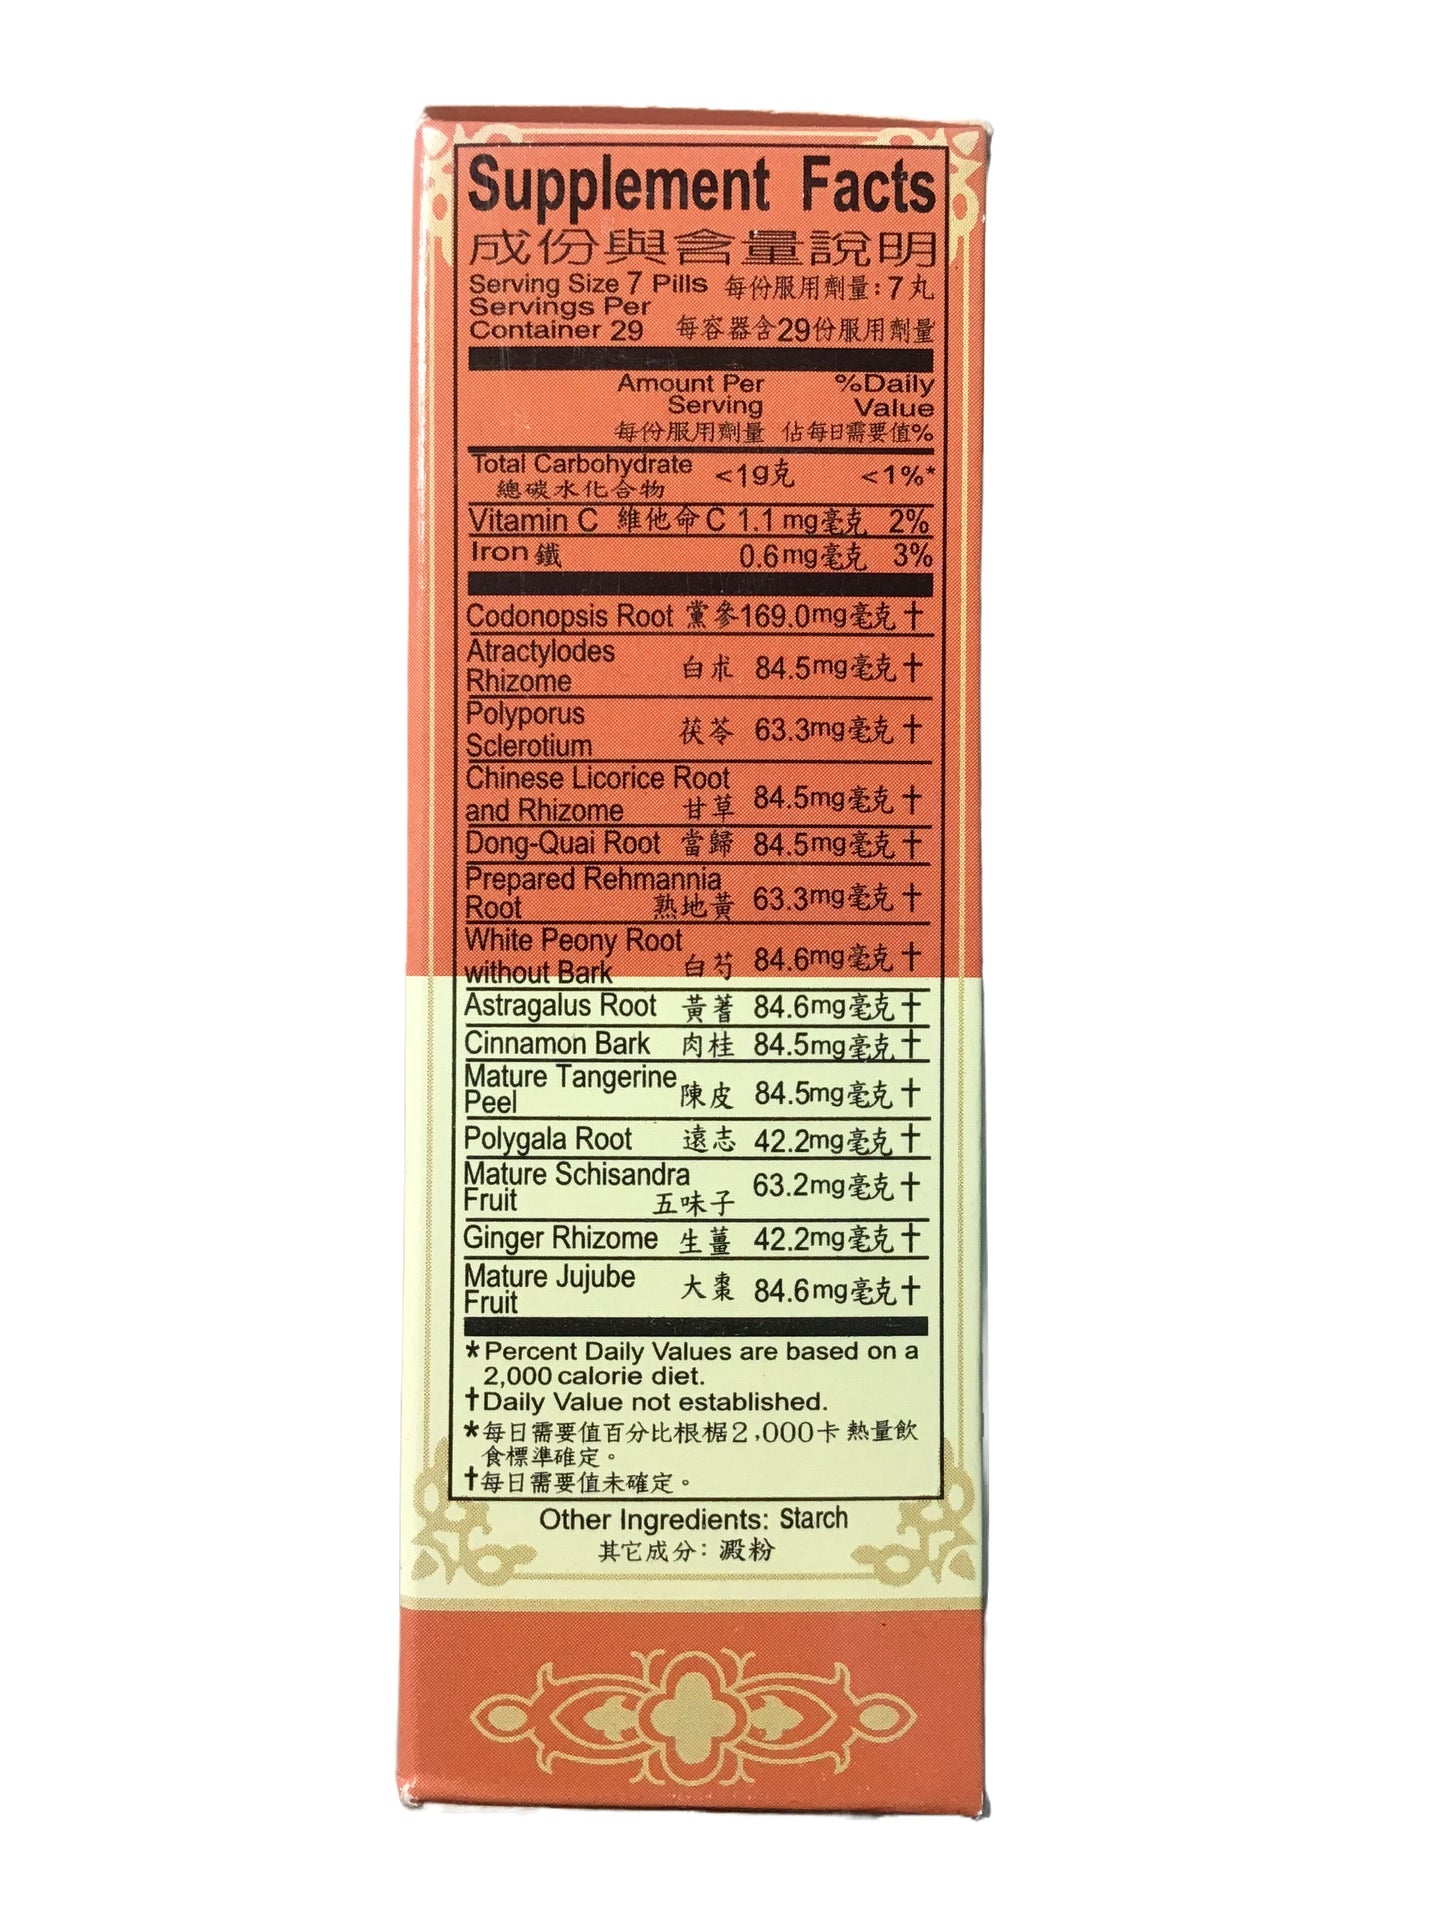 Supplement Facts
成份與含量說明
Serving Size 7 Pills 每份服用劑量：7丸
Servings Per
Container 29 每容器含29份服用劑量
Amount Per %Daily
Serving Value
每份服用劑量 佔每日需要值%
Total Carbohydrate <1g克 <1%*
總碳水化合物
Vitamin C 維他命C 1.1mg毫克 2%
Iron鐵 0.6mg毫克 3%
Codonopsis Root 黨參169.0mg毫克†
Atractylodes
Rhizome 白朮 84.5mg毫克†
Polyporus
Sclerotium 茯苓 63.3mg毫克†
Chinese Licorice Root
and Rhizome 甘草 84.5mg毫克†
Dong-Quai Root 當歸 84.5mg毫克†
Prepared Rehmannia
Root 熟地黃 63.3mg毫克†
White Peony Root
without Bark 白芍 84.6mg毫克†
Astragalus Root 黃蓍 84.6mg毫克†
Cinnamon Bark 肉桂 84.5mg毫克†
Mature Tangerine
Peel 陳皮 84.5mg毫克†
Polygala Root 遠志 42.2mg毫克†
Mature Schisandra
Fruit 五味子 63.2mg毫克†
Ginger Rhizome 生薑 42.2mg毫克†
Mature Jujube
Fruit 大棗 84.6mg毫克†
*Percent Daily Values are based on a
2,000 calorie diet.
†Daily Value not established.
*每日需要值百分比根椐2,000卡熱量飲
食標準確定。
†每日需要值未確定。
Other Ingredients: Starch
其它成分：澱粉